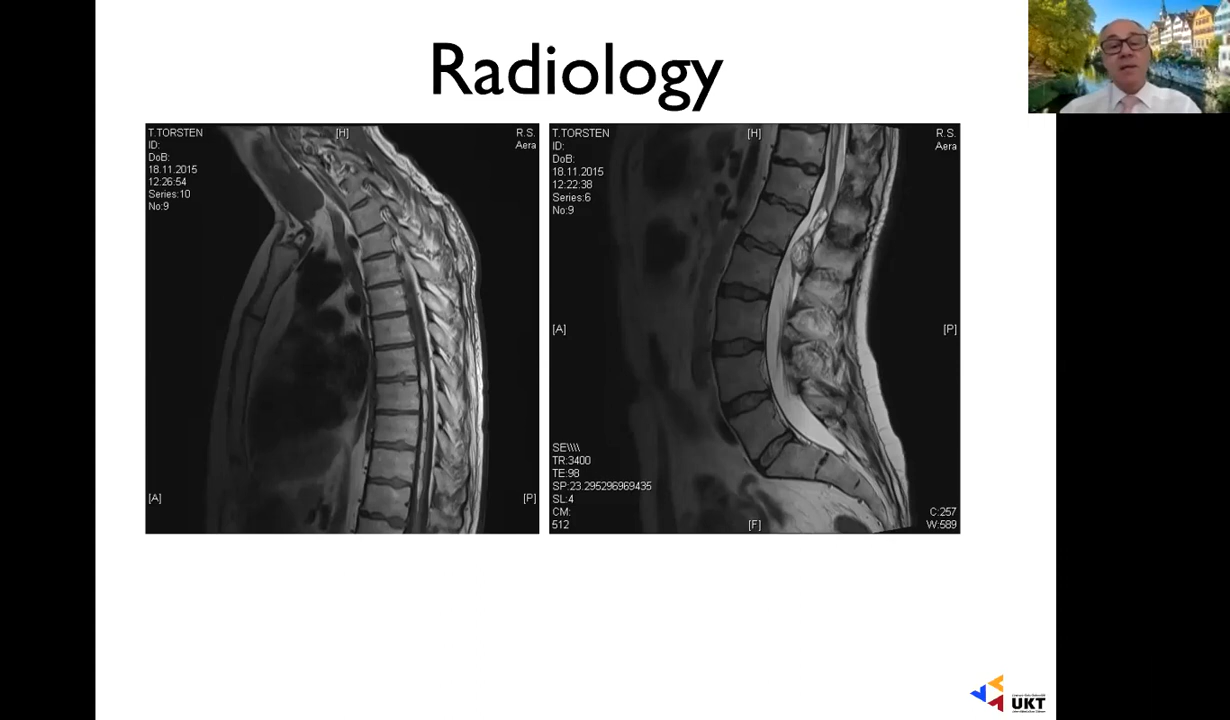 Radiology
T.TORSTEN
ID:
DoB:
18.11.2015
12:26:54
Series:10
No:9
[H]
R.S.
Aera
[A]
[P]
T.TORSTEN
ID:
DoB:
18.11.2015
12:22:38
Series:6
No:9
[H]
R.S.
Aera
[A]
[P]
SE\\\\
TR:3400
TE:98
SP:23.295296969435
SL:4
CM:
512
[F]
C:257
W:589
UKT